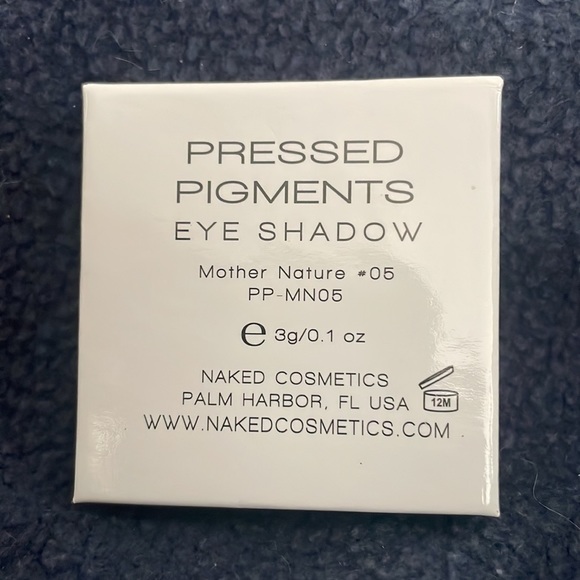 PRESSED
PIGMENTS
EYE SHADOW
Mother Nature #05
PP-MN05
℮ 3g/0.1 oz
NAKED COSMETICS
PALM HARBOR, FL USA
12M
WWW.NAKEDCOSMETICS.COM